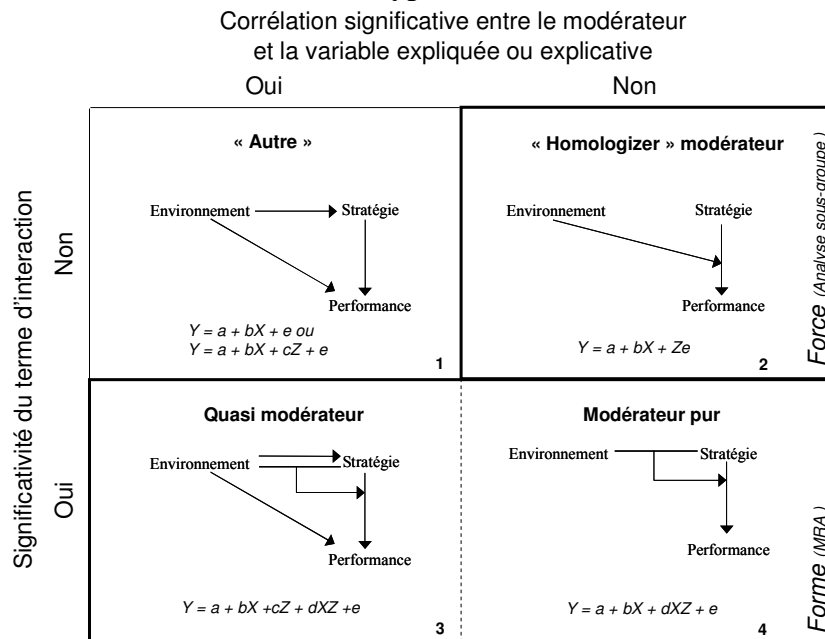 Corrélation significative entre le modérateur
et la variable expliquée ou explicative
Oui
Non
Significativité du terme d'interaction
Non
Oui
« Autre »
Environnement
Stratégie
Performance
Y = a + bX + e ou
Y = a + bX + cZ + e
1
« Homologizer » modérateur
Environnement
Stratégie
Performance
Y = a + bX + Ze
2
Force (Analyse sous-groupe )
Quasi modérateur
Environnement
Stratégie
Performance
Y = a + bX +cZ + dXZ +e
3
Modérateur pur
Environnement
Stratégie
Performance
Y = a + bX + dXZ + e
4
Forme (MRA)